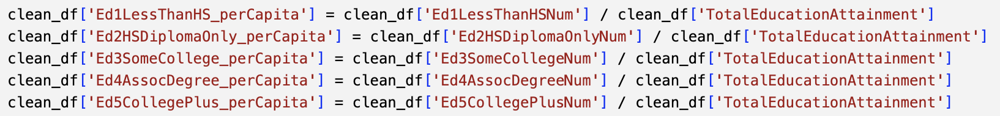 clean_df['Ed1LessThanHS_perCapita'] = clean_df['Ed1LessThanHSNum'] / clean_df['TotalEducationAttainment']
clean_df['Ed2HSDiplomaOnly_perCapita'] = clean_df['Ed2HSDiplomaOnlyNum'] / clean_df['TotalEducationAttainment']
clean_df['Ed3SomeCollege_perCapita'] = clean_df['Ed3SomeCollegeNum'] / clean_df['TotalEducationAttainment']
clean_df['Ed4AssocDegree_perCapita'] = clean_df['Ed4AssocDegreeNum'] / clean_df['TotalEducationAttainment']
clean_df['Ed5CollegePlus_perCapita'] = clean_df['Ed5CollegePlusNum'] / clean_df['TotalEducationAttainment']